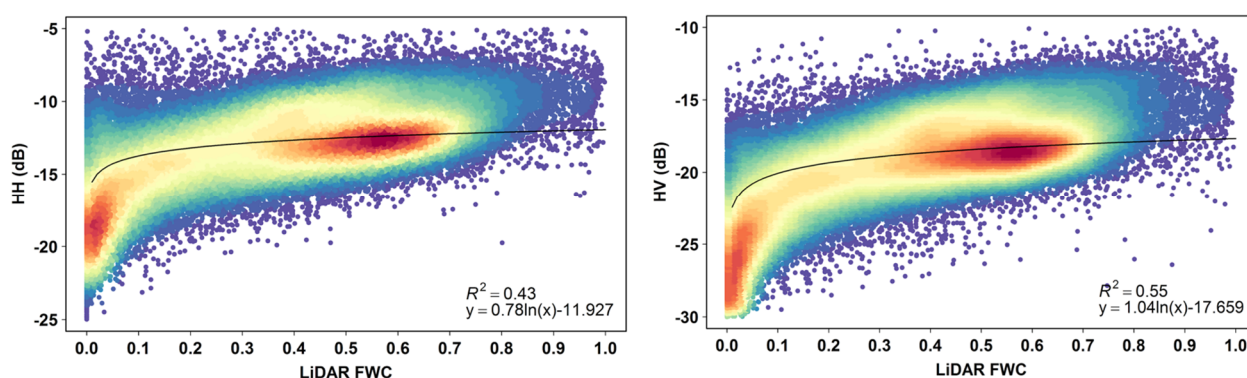 HH (dB)
-5
-10
-15
-20
-25
R² = 0.43
y = 0.78ln(x)-11.927
0.0 0.1 0.2 0.3 0.4 0.5 0.6 0.7 0.8 0.9 1.0
LiDAR FWC
HV (dB)
-10
-15
-20
-25
-30
R² = 0.55
y = 1.04ln(x)-17.659
0.0 0.1 0.2 0.3 0.4 0.5 0.6 0.7 0.8 0.9 1.0
LiDAR FWC